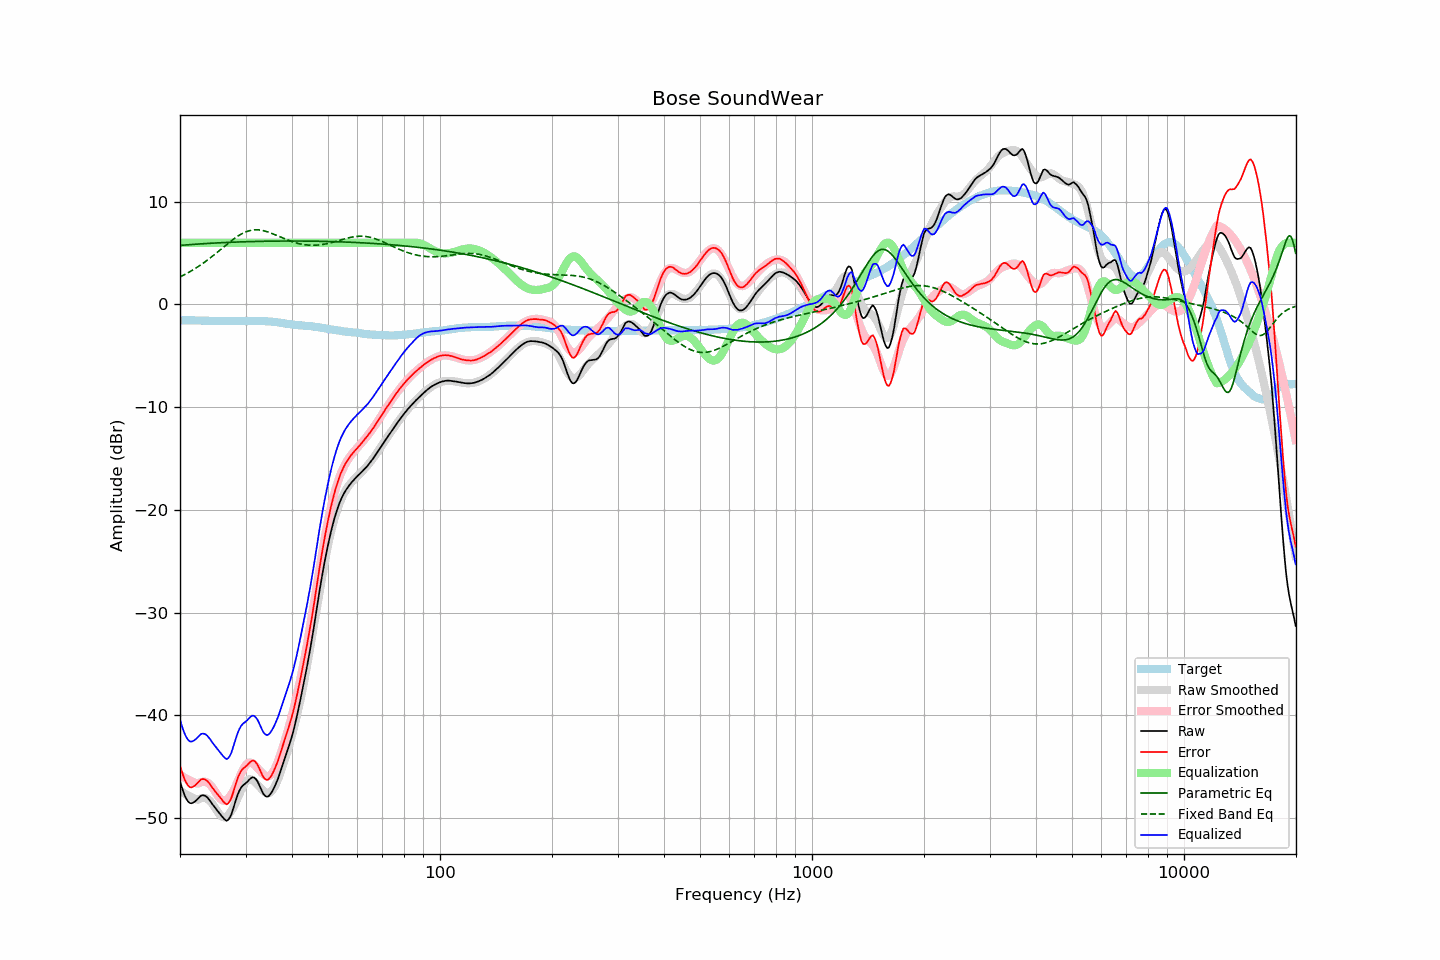 Bose SoundWear
10
0
−10
−20
−30
−40
−50
Amplitude (dBr)
100
1000
10000
Frequency (Hz)
Target
Raw Smoothed
Error Smoothed
Raw
Error
Equalization
Parametric Eq
Fixed Band Eq
Equalized